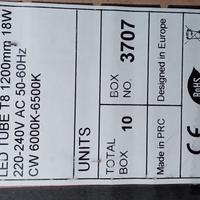 LED TUBE T8 1200mm 18W
220-240V AC 50-60Hz
CW 6000K-6500K
UNITS
TOTAL
BOX
10
BOX
NO.
3707
Made in PRC
Designed in Europe
CE
RoHS